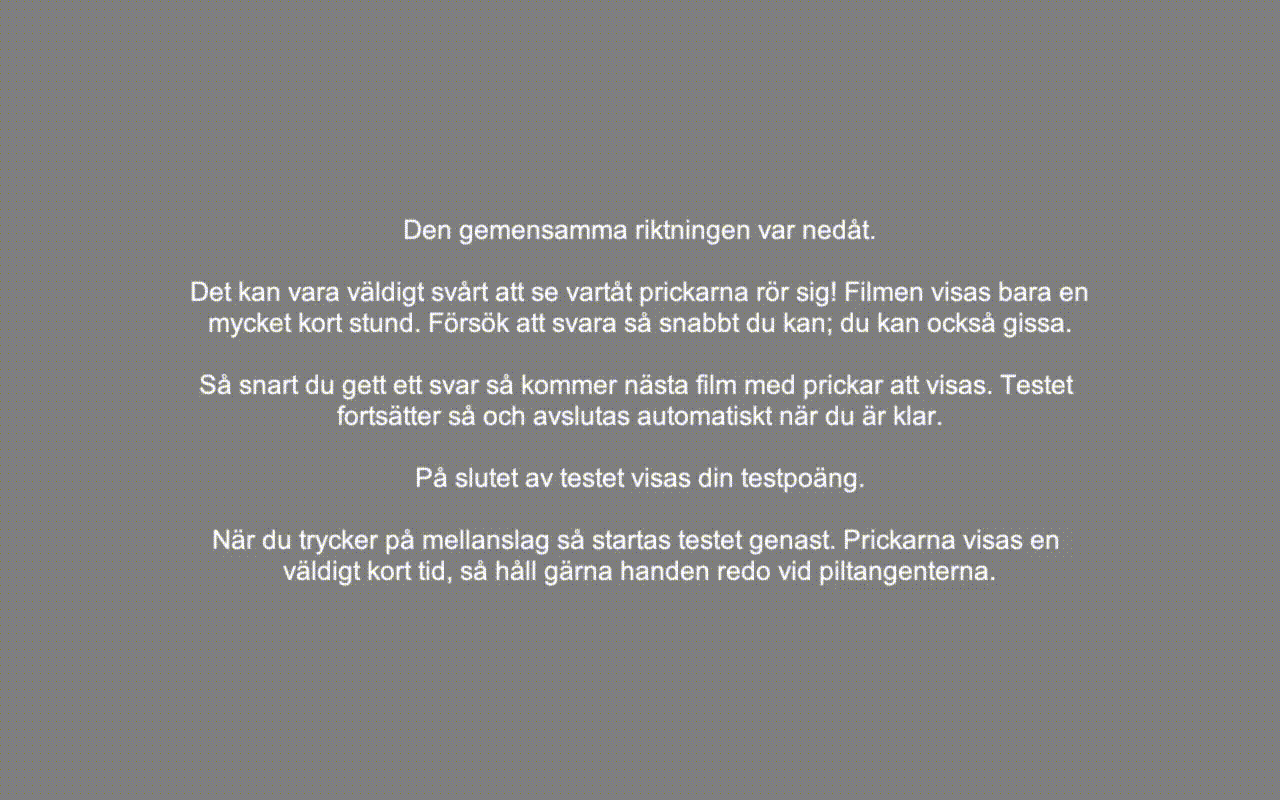 Den gemensamma riktningen var nedåt.
Det kan vara väldigt svårt att se vartåt prickarna rör sig! Filmen visas bara en
mycket kort stund. Försök att svara så snabbt du kan; du kan också gissa.
Så snart du gett ett svar så kommer nästa film med prickar att visas. Testet
fortsätter så och avslutas automatiskt när du är klar.
På slutet av testet visas din testpoäng.
När du trycker på mellanslag så startas testet genast. Prickarna visas en
väldigt kort tid, så håll gärna handen redo vid piltangenterna.